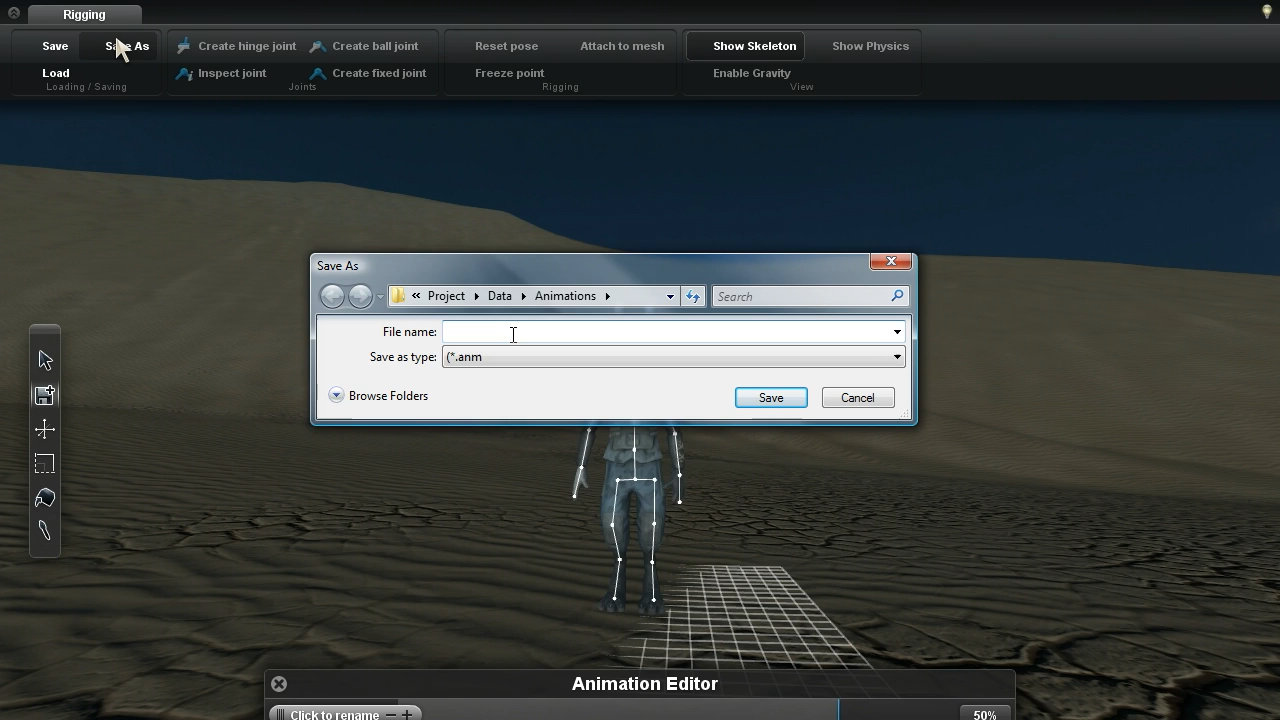 Rigging
Save
Save As
Create hinge joint
Create ball joint
Reset pose
Attach to mesh
Show Skeleton
Show Physics
Load
Inspect joint
Create fixed joint
Freeze point
Enable Gravity
Loading / Saving
Joints
Rigging
View
Save As
« Project Data Animations
Search
File name:
Save as type: (*.anm
Browse Folders
Save
Cancel
Animation Editor
Click to rename
50%